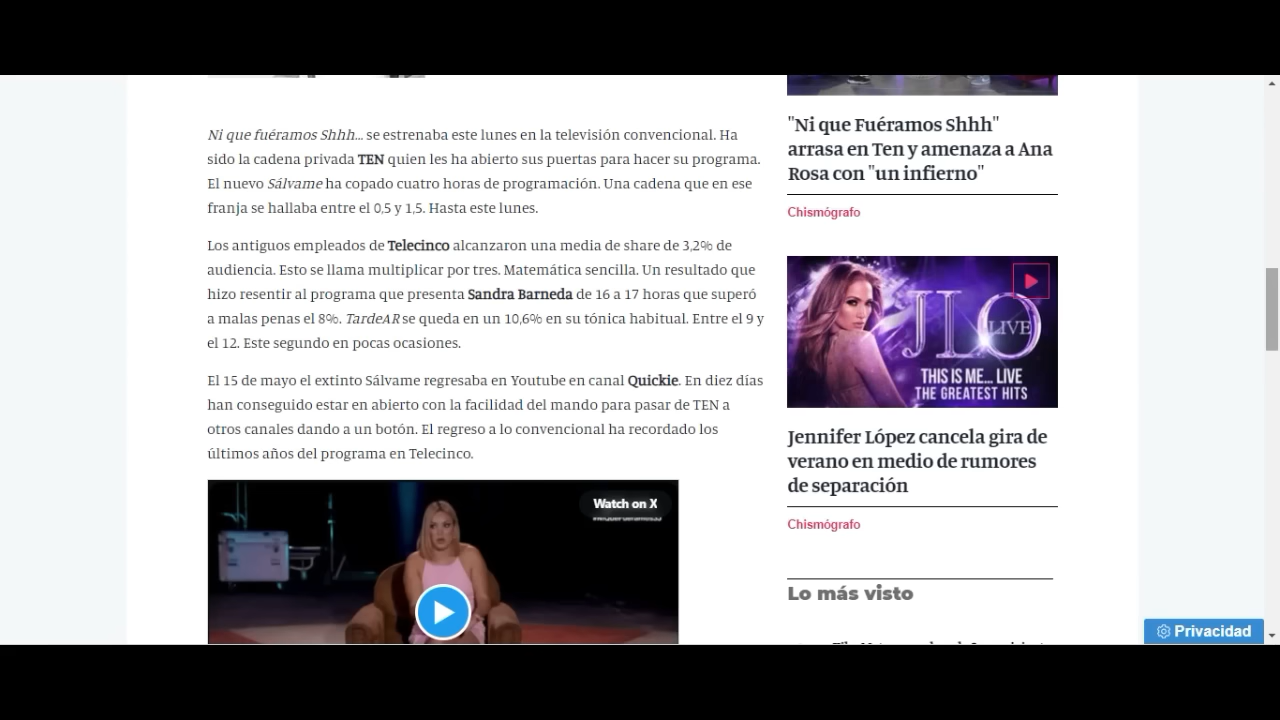 Ni que fuéramos Shhh... se estrenaba este lunes en la televisión convencional. Ha
sido la cadena privada TEN quien les ha abierto sus puertas para hacer su programa.
El nuevo Sálvame ha copado cuatro horas de programación. Una cadena que en ese
franja se hallaba entre el 0,5 y 1,5. Hasta este lunes.
Los antiguos empleados de Telecinco alcanzaron una media de share de 3,2% de
audiencia. Esto se llama multiplicar por tres. Matemática sencilla. Un resultado que
hizo resentir al programa que presenta Sandra Barneda de 16 a 17 horas que superó
a malas penas el 8%. TardeAR se queda en un 10,6% en su tónica habitual. Entre el 9 y
el 12. Este segundo en pocas ocasiones.
El 15 de mayo el extinto Sálvame regresaba en Youtube en canal Quickie. En diez días
han conseguido estar en abierto con la facilidad del mando para pasar de TEN a
otros canales dando a un botón. El regreso a lo convencional ha recordado los
últimos años del programa en Telecinco.
Watch on X
"Ni que Fuéramos Shhh"
arrasa en Ten y amenaza a Ana
Rosa con "un infierno"
Chismógrafo
JLO
LIVE
THIS IS ME... LIVE
THE GREATEST HITS
Jennifer López cancela gira de
verano en medio de rumores
de separación
Chismógrafo
Lo más visto
Privacidad